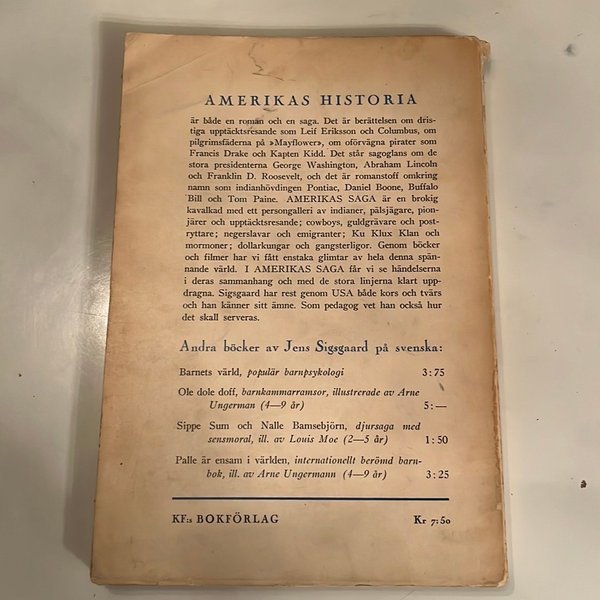 AMERIKAS HISTORIA
är både en roman och en saga. Det är berättelsen om dris-
tiga upptäcktsresande som Leif Eriksson och Columbus, om
pilgrimsfäderna på »Mayflower», om oförvägna pirater som
Francis Drake och Kapten Kidd. Det står sagoglans om de
stora presidenterna George Washington, Abraham Lincoln
och Franklin D. Roosevelt, och det är romanstoff omkring
namn som indianhövdingen Pontiac, Daniel Boone, Buffalo
Bill och Tom Paine. AMERIKAS SAGA är en brokig
kavalkad med ett persongalleri av indianer, pälsjägare, pion-
järer och upptäcktsresande; cowboys, guldgrävare och post-
ryttare; negerslavar och emigranter; Ku Klux Klan och
mormoner; dollarkungar och gangsterligor. Genom böcker
och filmer har vi fått enstaka glimtar av hela denna spän-
nande värld. I AMERIKAS SAGA får vi se händelserna
i deras sammanhang och med de stora linjerna klart upp-
dragna. Sigsgaard har rest genom USA både kors och tvärs
och han känner sitt ämne. Som pedagog vet han också hur
det skall serveras.
Andra böcker av Jens Sigsgaard på svenska:
Barnets värld, populär barnpsykologi 3:75
Ole dole doff, barnkammarramsor, illustrerade av Arne
Ungerman (4—9 år) 5:—
Sippe Sum och Nalle Bamsebjörn, djursaga med
sensmoral, ill. av Louis Moe (2—5 år) 1:50
Palle är ensam i världen, internationellt berömd barn-
bok, ill. av Arne Ungermann (4—9 år) 3:25
KF:s BOKFÖRLAG Kr 7:50